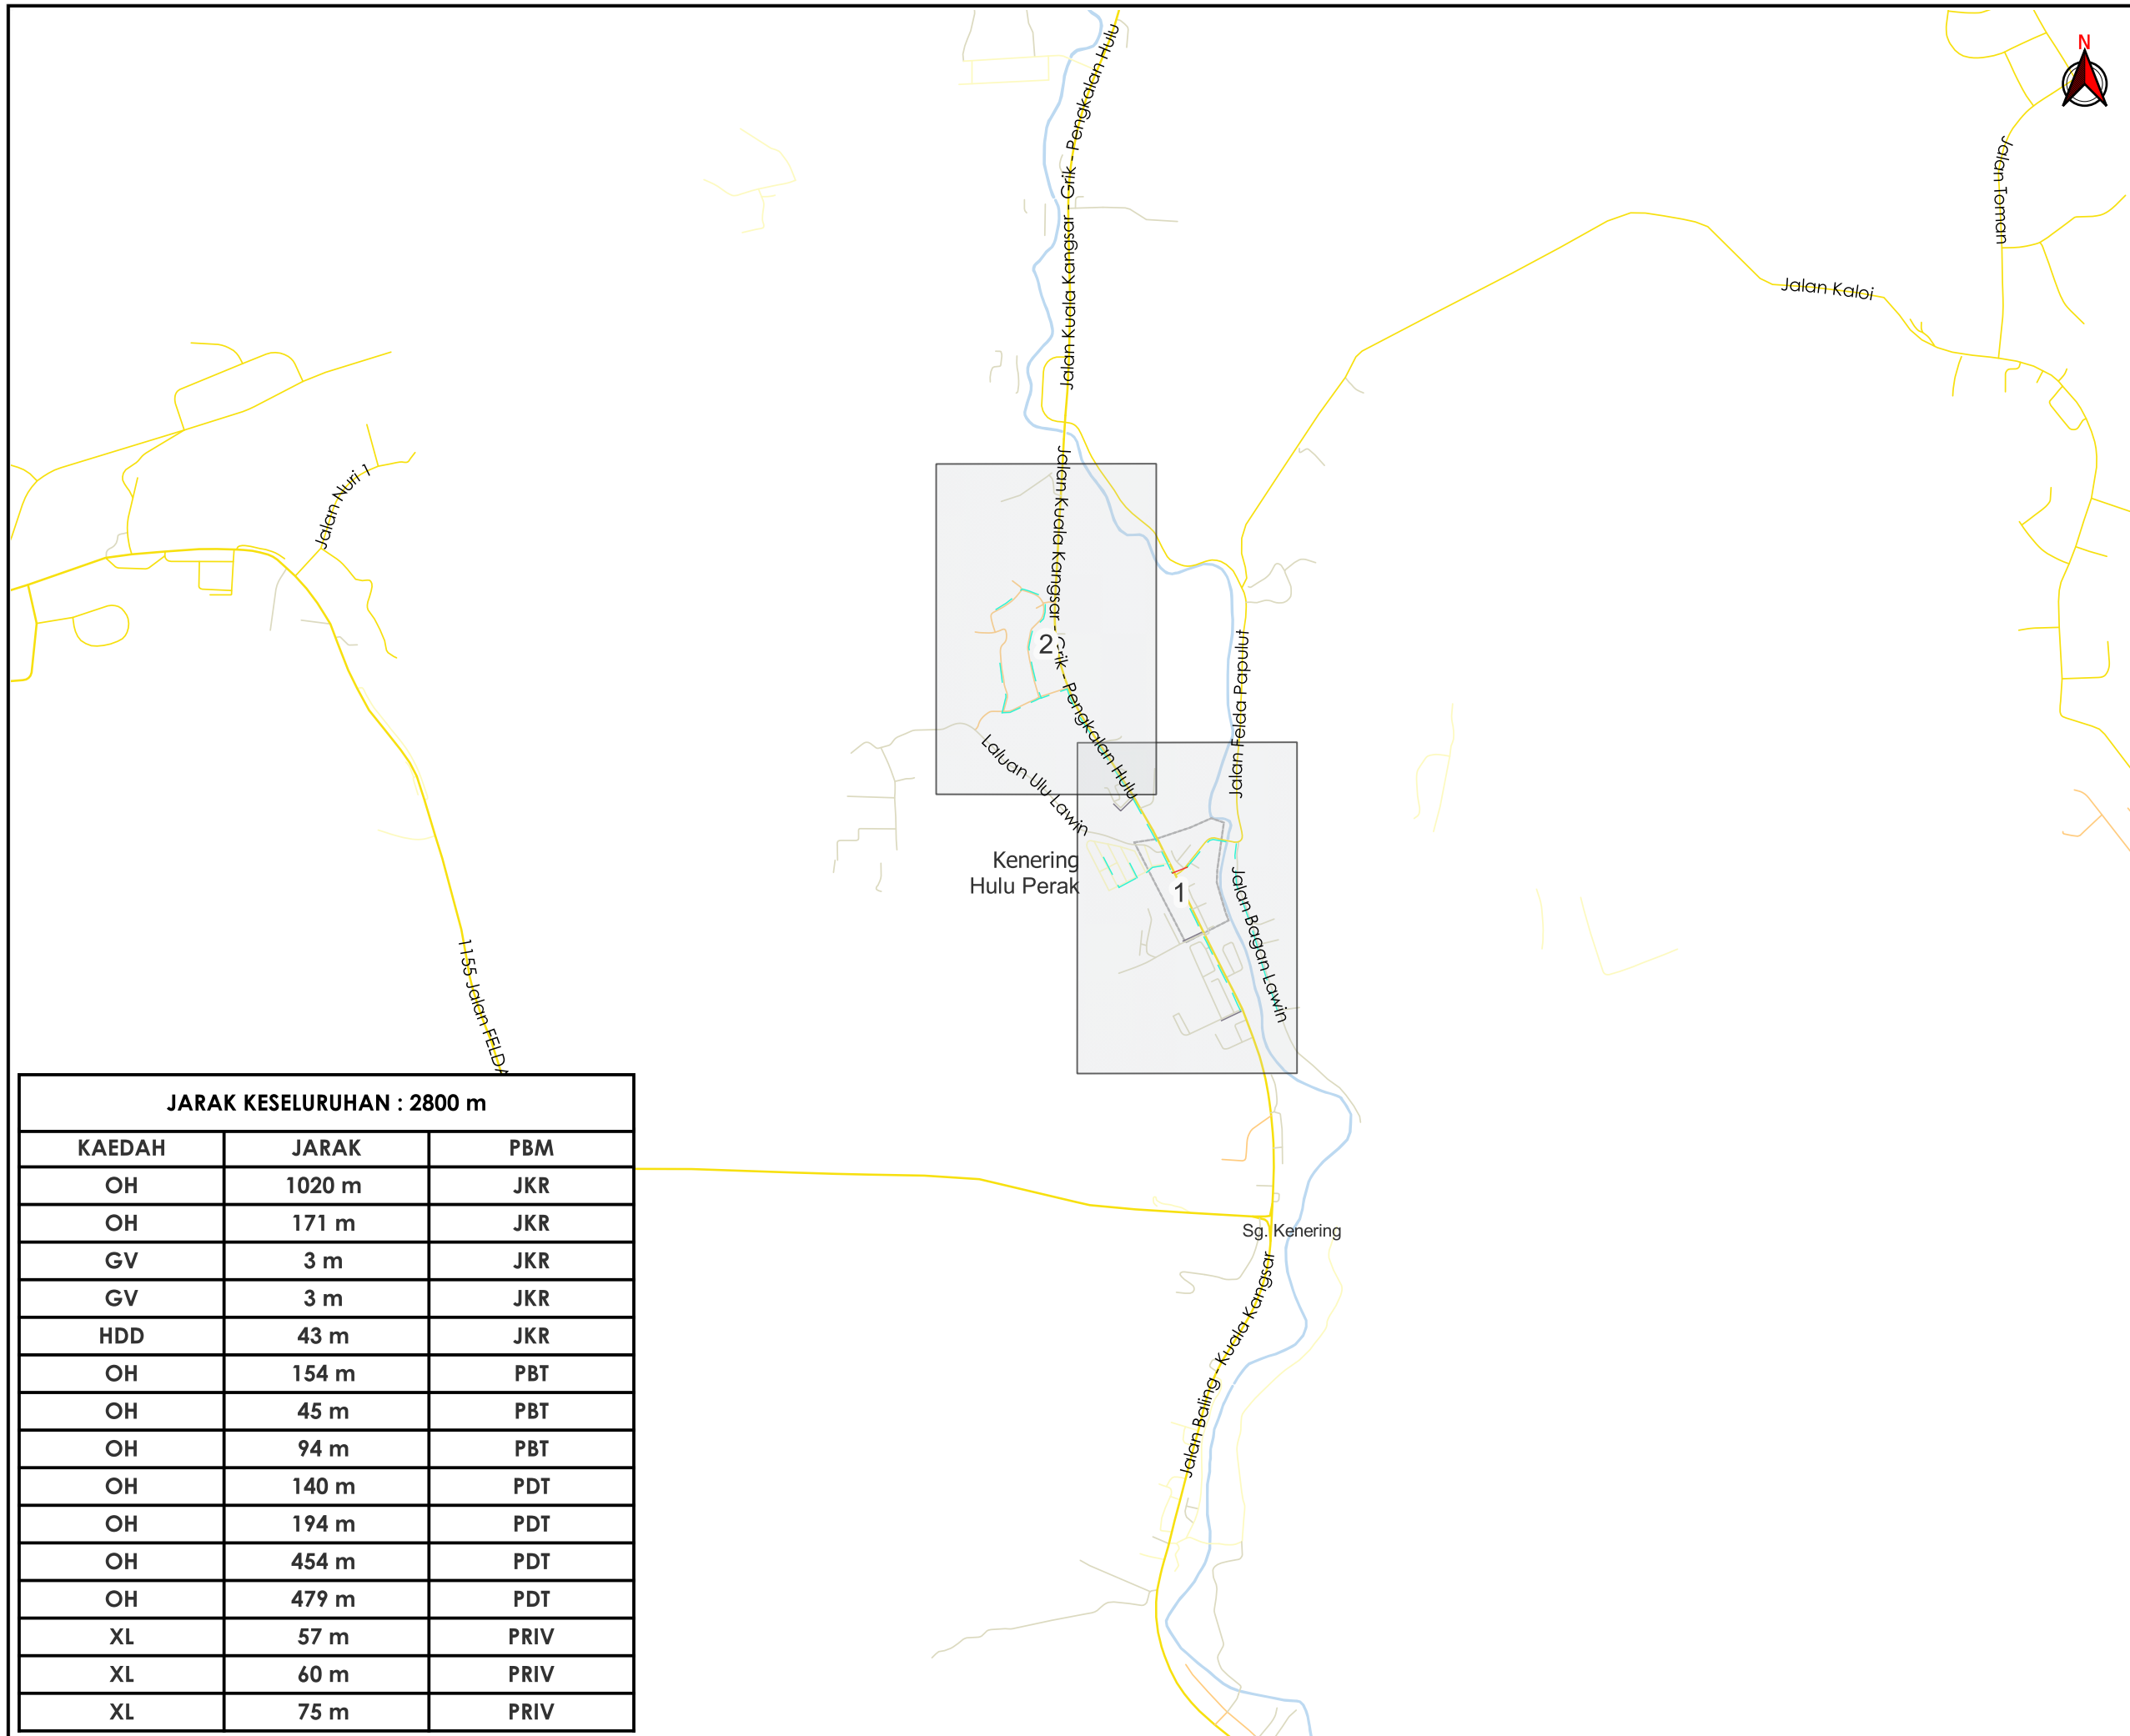 N
Jalan Kuala Kangsar - Grik - Pengkalan Hulu
Jalan Toman
Jalan Kaloi
Jalan Nuri 1
Jalan Kuala Kangsar - Grik - Pengkalan Hulu
2
Jalan Felda Papulut
Laluan Ulu Lawin
Kenering
Hulu Perak
1
Jalan Bagan Lawin
1155 Jalan FELDA
Sg. Kenering
Jalan Baling - Kuala Kangsar
JARAK KESELURUHAN : 2800 m
KAEDAH JARAK PBM
OH 1020 m JKR
OH 171 m JKR
GV 3 m JKR
GV 3 m JKR
HDD 43 m JKR
OH 154 m PBT
OH 45 m PBT
OH 94 m PBT
OH 140 m PDT
OH 194 m PDT
OH 454 m PDT
OH 479 m PDT
XL 57 m PRIV
XL 60 m PRIV
XL 75 m PRIV